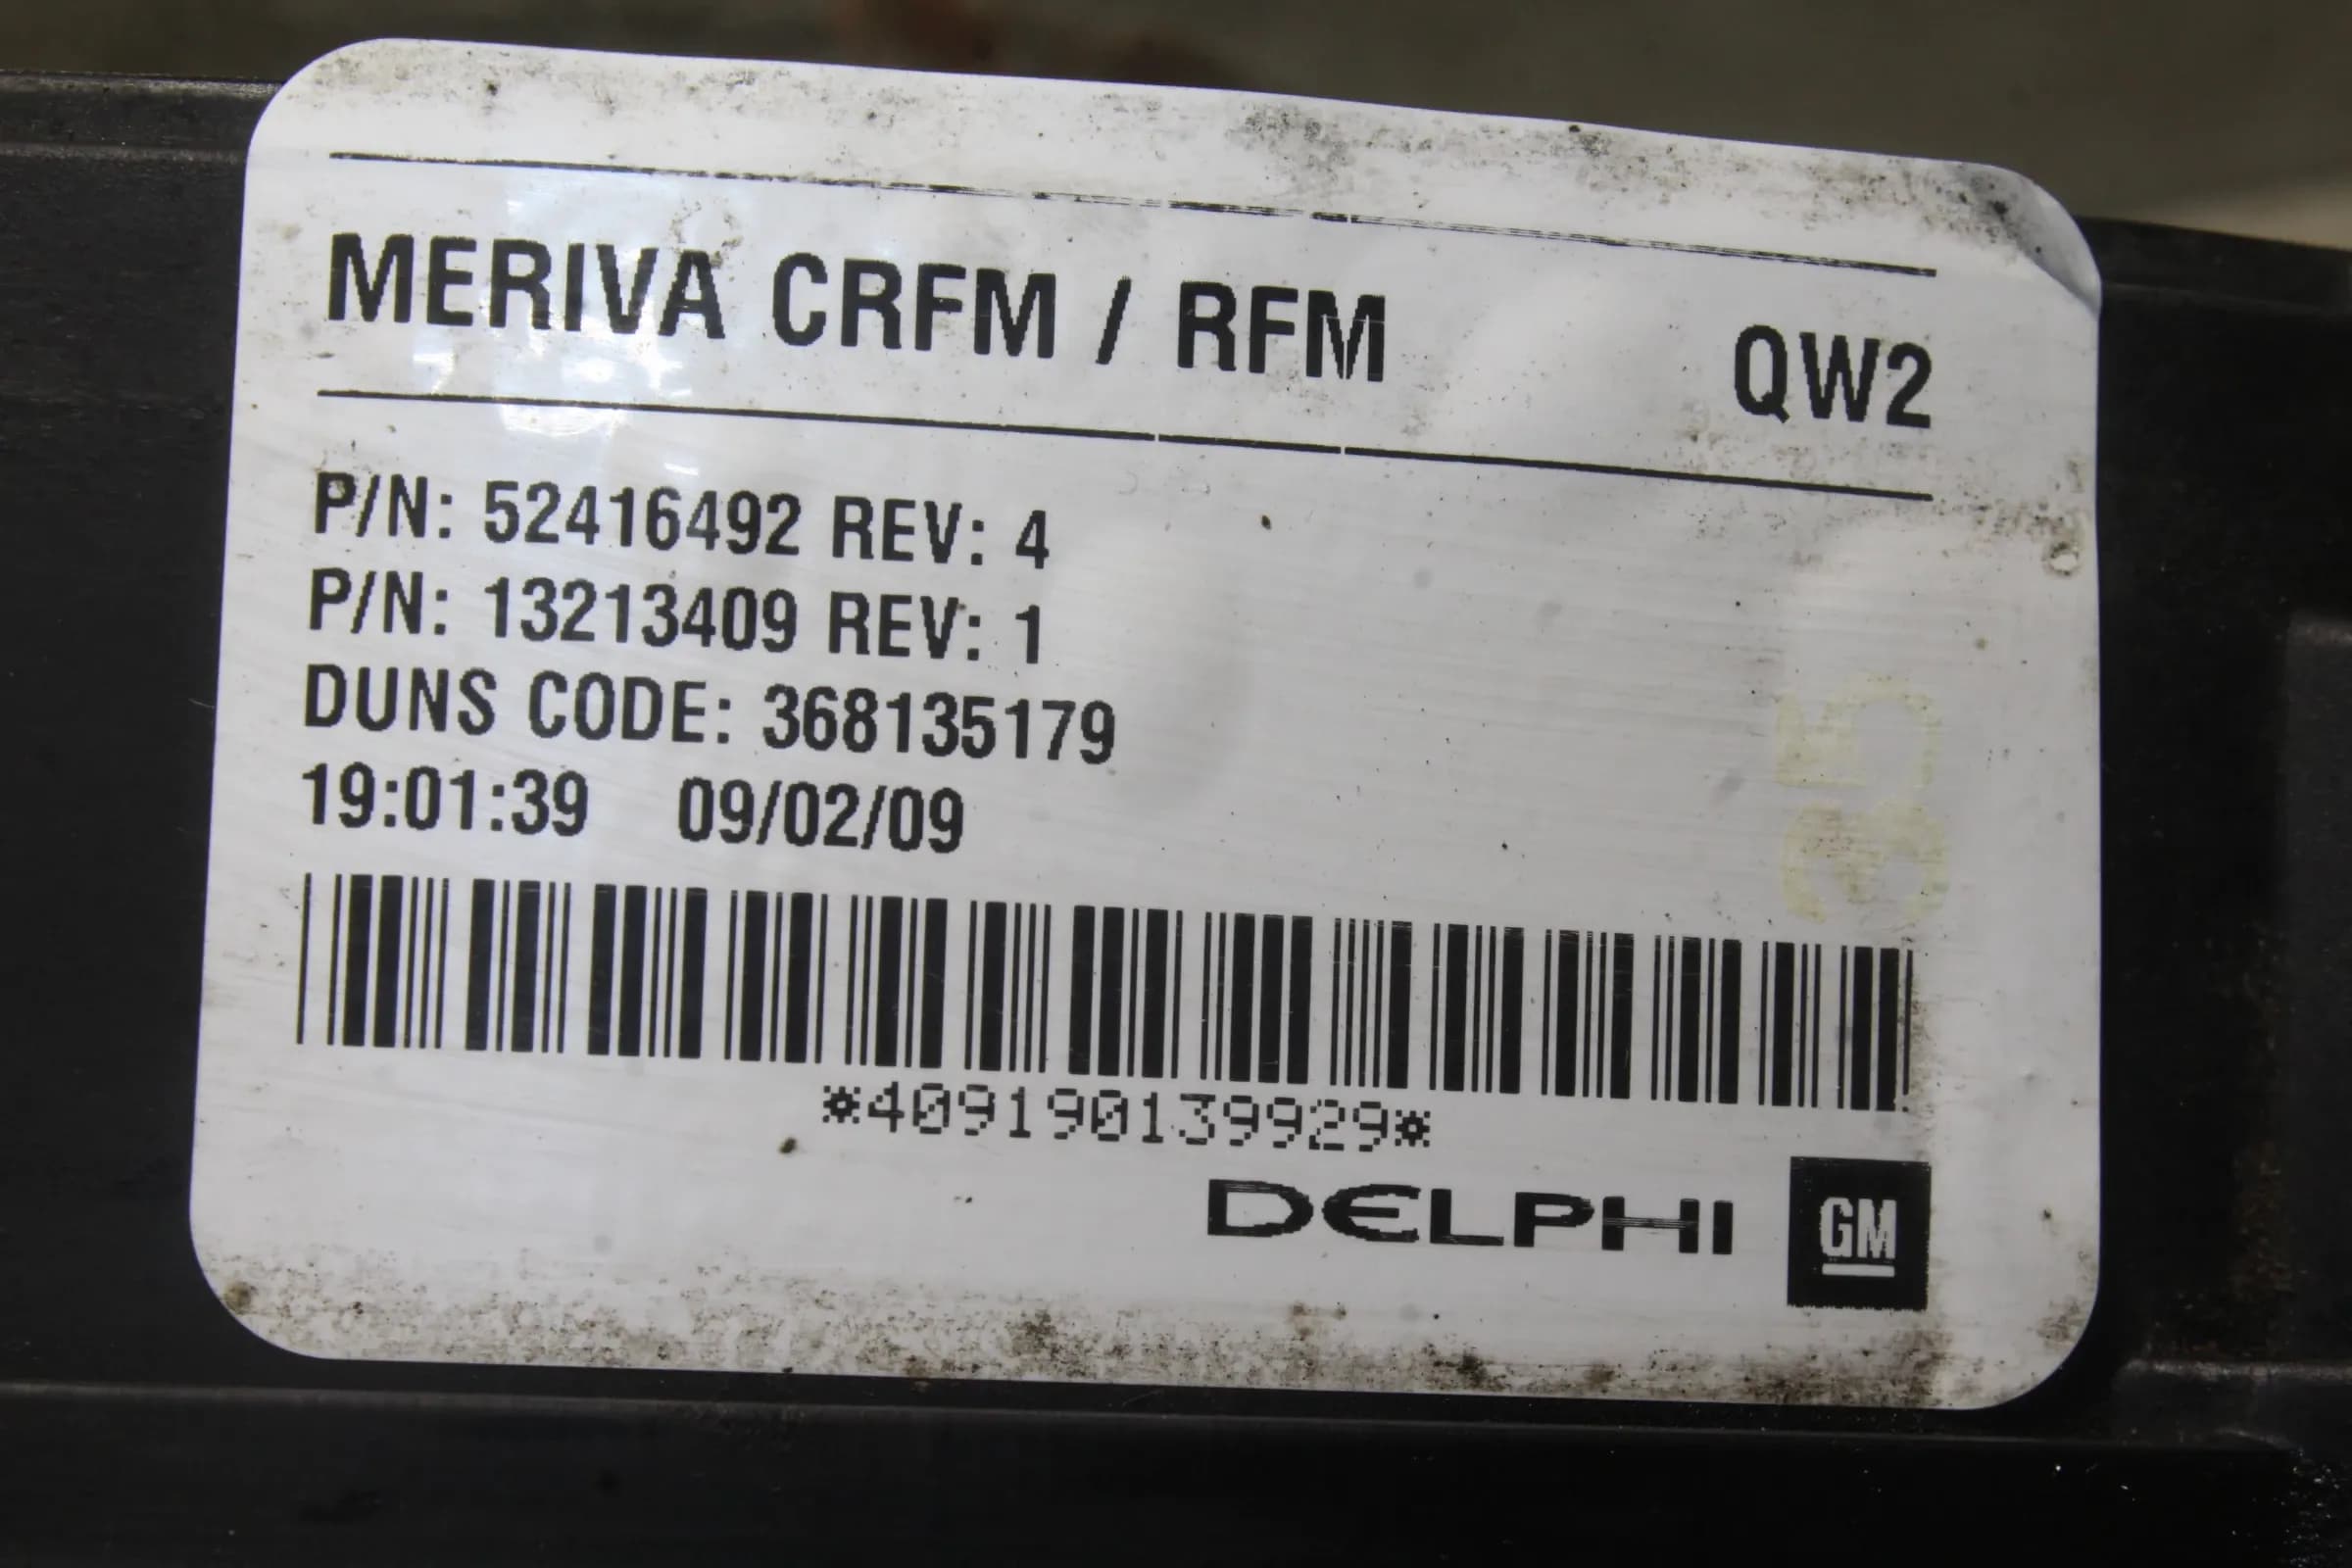 MERIVA CRFM / RFM QW2
P/N: 52416492 REV: 4
P/N: 13213409 REV: 1
DUNS CODE: 368135179
19:01:39 09/02/09
*409190139929*
DELPHI GM